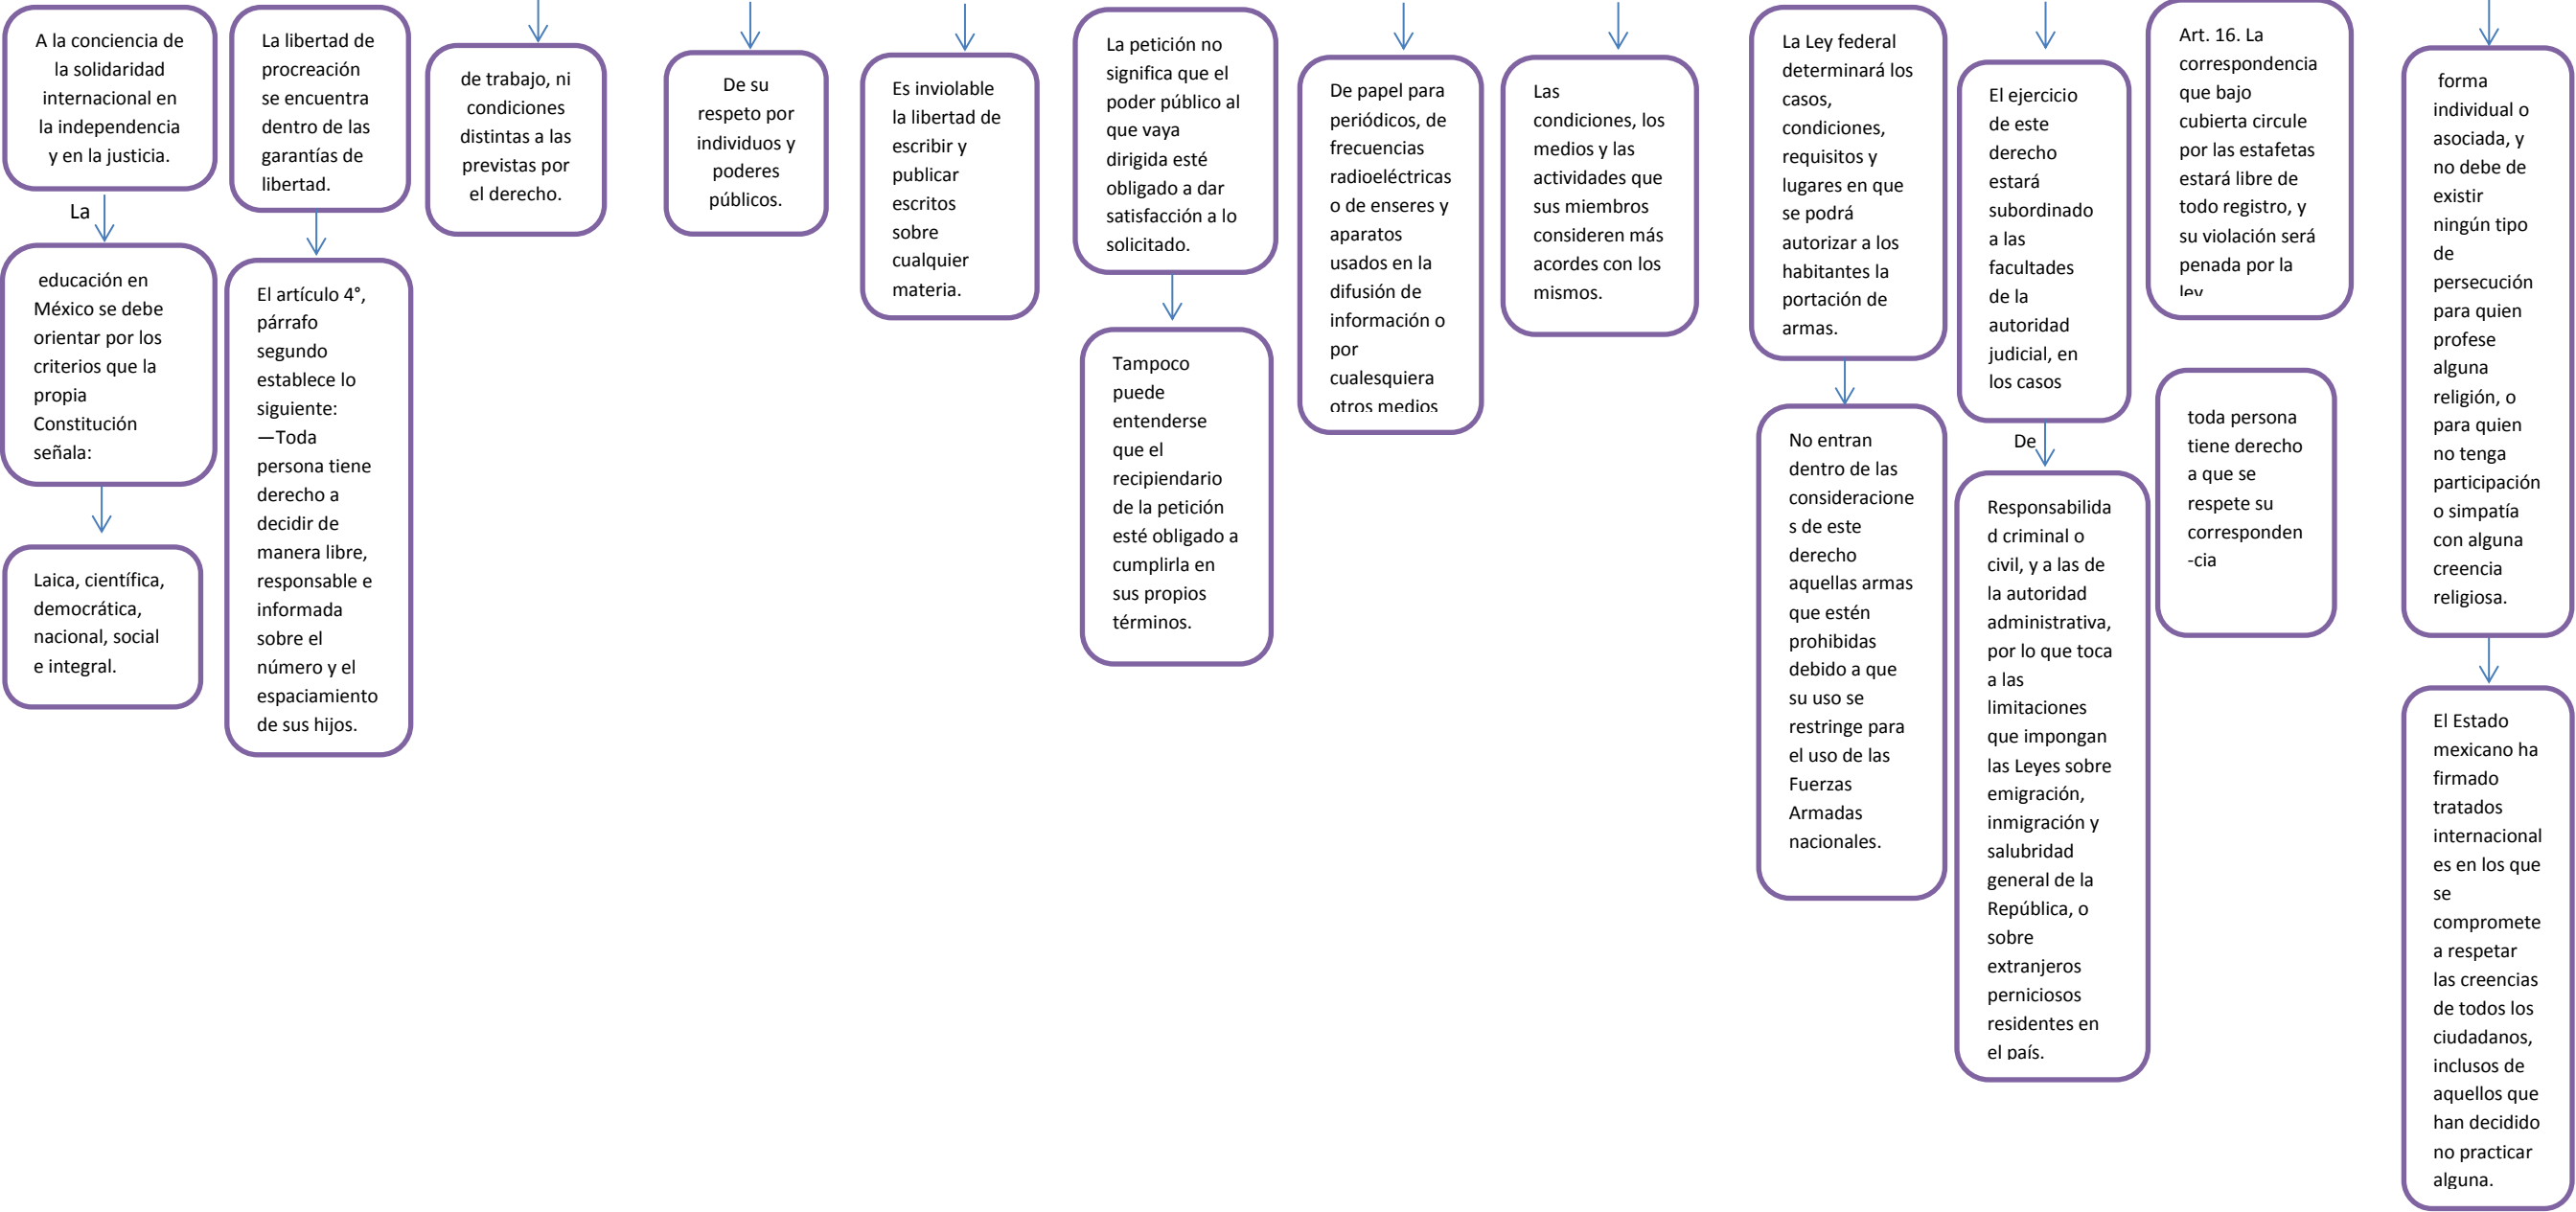 A la conciencia de
la solidaridad
internacional en
la independencia
y en la justicia.
La
educación en
México se debe
orientar por los
criterios que la
propia
Constitución
señala:
Laica, científica,
democrática,
nacional, social
e integral.
La libertad de
procreación
se encuentra
dentro de las
garantías de
libertad.
El artículo 4°,
párrafo
segundo
establece lo
siguiente:
―Toda
persona tiene
derecho a
decidir de
manera libre,
responsable e
informada
sobre el
número y el
espaciamiento
de sus hijos.
de trabajo, ni
condiciones
distintas a las
previstas por
el derecho.
De su
respeto por
individuos y
poderes
públicos.
Es inviolable
la libertad de
escribir y
publicar
escritos
sobre
cualquier
materia.
La petición no
significa que el
poder público al
que vaya
dirigida esté
obligado a dar
satisfacción a lo
solicitado.
Tampoco
puede
entenderse
que el
recipiendario
de la petición
esté obligado a
cumplirla en
sus propios
términos.
De papel para
periódicos, de
frecuencias
radioeléctricas
o de enseres y
aparatos
usados en la
difusión de
información o
por
cualesquiera
otros medios
Las
condiciones, los
medios y las
actividades que
sus miembros
consideren más
acordes con los
mismos.
La Ley federal
determinará los
casos,
condiciones,
requisitos y
lugares en que
se podrá
autorizar a los
habitantes la
portación de
armas.
No entran
dentro de las
consideracione
s de este
derecho
aquellas armas
que estén
prohibidas
debido a que
su uso se
restringe para
el uso de las
Fuerzas
Armadas
nacionales.
El ejercicio
de este
derecho
estará
subordinado
a las
facultades
de la
autoridad
judicial, en
los casos
De
Responsabilida
d criminal o
civil, y a las de
la autoridad
administrativa,
por lo que toca
a las
limitaciones
que impongan
las Leyes sobre
emigración,
inmigración y
salubridad
general de la
República, o
sobre
extranjeros
perniciosos
residentes en
el país.
Art. 16. La
correspondencia
que bajo
cubierta circule
por las estafetas
estará libre de
todo registro, y
su violación será
penada por la
ley
toda persona
tiene derecho
a que se
respete su
corresponden
-cia
forma
individual o
asociada, y
no debe de
existir
ningún tipo
de
persecución
para quien
profese
alguna
religión, o
para quien
no tenga
participación
o simpatía
con alguna
creencia
religiosa.
El Estado
mexicano ha
firmado
tratados
internacional
es en los que
se
compromete
a respetar
las creencias
de todos los
ciudadanos,
inclusos de
aquellos que
han decidido
no practicar
alguna.